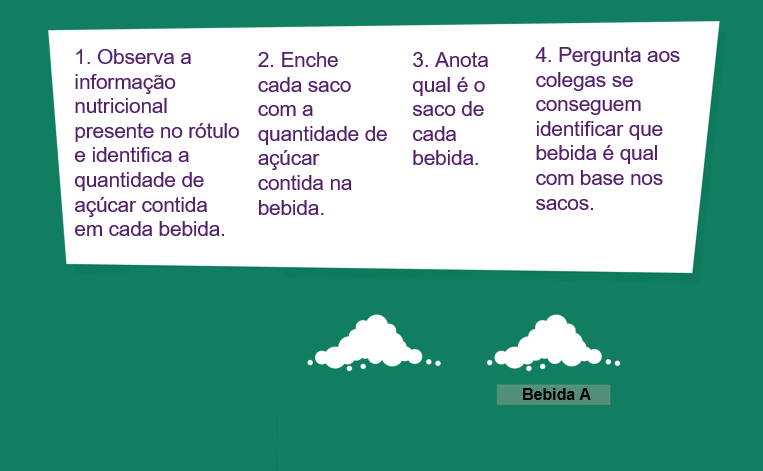 1. Observa a
informação
nutricional
presente no rótulo
e identifica a
quantidade de
açúcar contida
em cada bebida.
2. Enche
cada saco
com a
quantidade de
açúcar
contida na
bebida.
3. Anota
qual é o
saco de
cada
bebida.
4. Pergunta aos
colegas se
conseguem
identificar que
bebida é qual
com base nos
sacos.
Bebida A